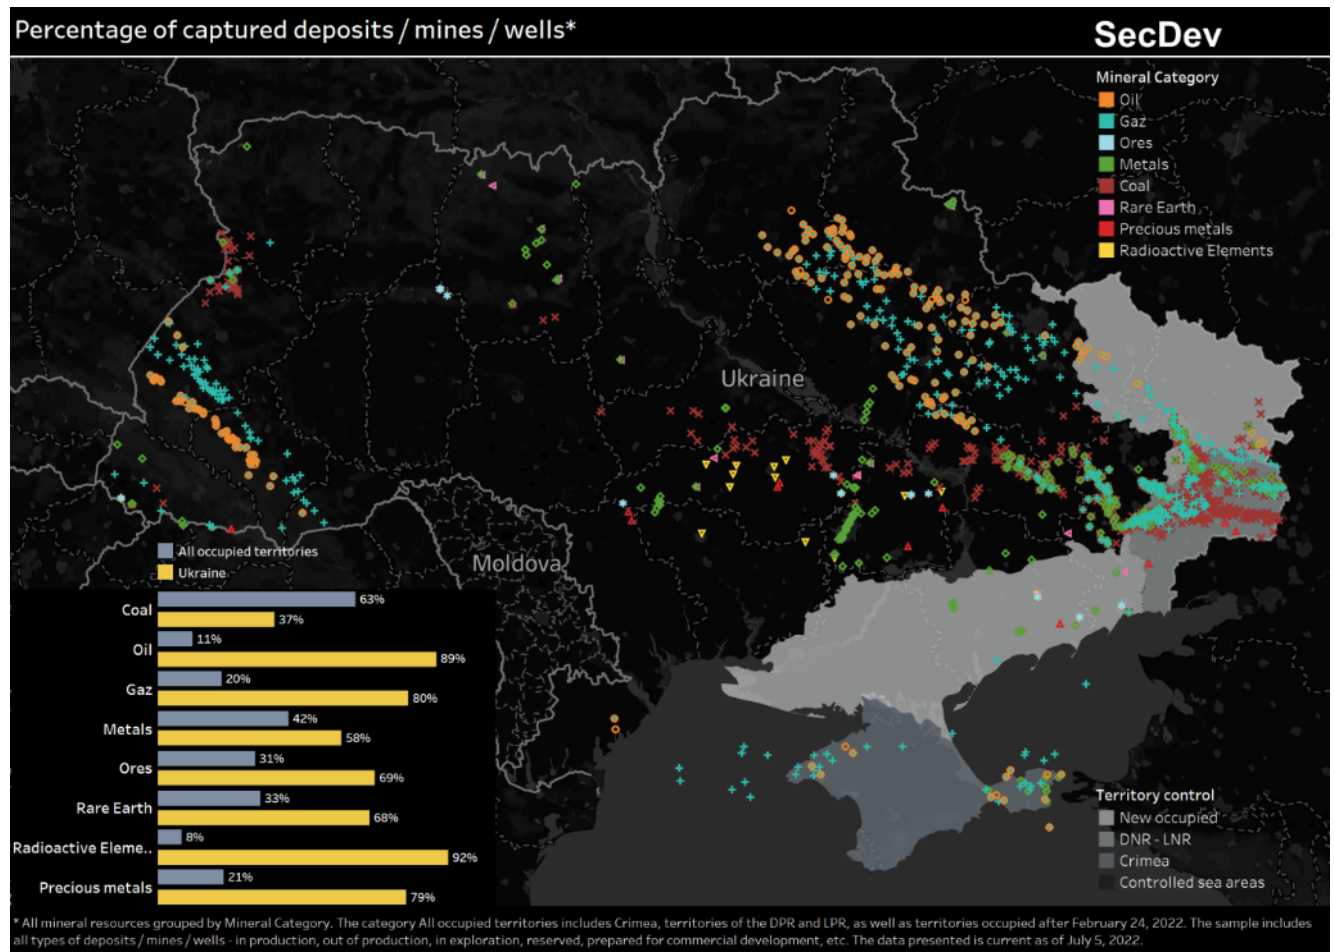 Percentage of captured deposits / mines / wells*
SecDev
Mineral Category
Oil
Gaz
Ores
Metals
Coal
Rare Earth
Precious metals
Radioactive Elements
Ukraine
Moldova
All occupied territories
Ukraine
Coal
63%
37%
Oil
11%
89%
Gaz
20%
80%
Metals
42%
58%
Ores
31%
69%
Rare Earth
33%
68%
Radioactive Eleme..
8%
92%
Precious metals
21%
79%
Territory control
New occupied
DNR - LNR
Crimea
Controlled sea areas
* All mineral resources grouped by Mineral Category. The category All occupied territories includes Crimea, territories of the DPR and LPR, as well as territories occupied after February 24, 2022. The sample includes
all types of deposits / mines / wells - in production, out of production, in exploration, reserved, prepared for commercial development, etc. The data presented is current as of July 5, 2022.